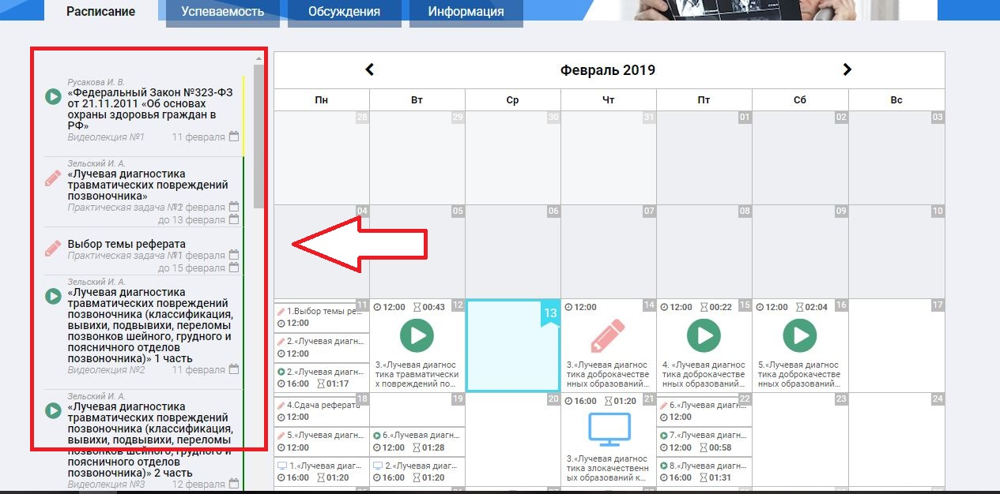 Расписание
Успеваемость
Обсуждения
Информация
Русакова И. В.
«Федеральный Закон №323-ФЗ
от 21.11.2011 «Об основах
охраны здоровья граждан в
РФ»
Видеолекция №1 11 февраля
Зельский И. А.
«Лучевая диагностика
травматических повреждений
позвоночника»
Практическая задача февраля
до 13 февраля
Выбор темы реферата
Практическая задача февраля
до 15 февраля
Зельский И. А.
«Лучевая диагностика
травматических повреждений
позвоночника (классификация,
вывихи, подвывихи, переломы
позвонков шейного, грудного и
поясничного отделов
позвоночника)» 1 часть
Видеолекция №2 11 февраля
Зельский И. А.
«Лучевая диагностика
травматических повреждений
позвоночника (классификация,
вывихи, подвывихи, переломы
позвонков шейного, грудного и
поясничного отделов
позвоночника)» 2 часть
Видеолекция №3 12 февраля
Февраль 2019
Пн Вт Ср Чт Пт Сб Вс
28 29 30 31 01 02 03
04 05 06 07 08 09 10
11
1.Выбор темы ре...
12:00
2.«Лучевая диагн...
12:00
2.«Лучевая диагн...
16:00 01:17
12:00 00:43 12
3.«Лучевая диагнос
тика травматически
х повреждений по...
13
12:00 14
3.«Лучевая диагнос
тика доброкачестве
нных образований...
12:00 00:22 15
4. «Лучевая диагнос
тика доброкачестве
нных образований...
12:00 02:04 16
5.«Лучевая диагнос
тика доброкачестве
нных образований...
17
18
4.Сдача реферата
12:00
5.«Лучевая диагн...
12:00
1.«Лучевая диаг...
16:00 01:20
19
6.«Лучевая диагн...
12:00 01:28
2.«Лучевая диаг...
16:00 01:20
20
16:00 01:20 21
3.«Лучевая диагнос
тика злокачественн
ых образований к...
22
6.«Лучевая диагн...
12:00
7.«Лучевая диагн...
12:00 00:58
8.«Лучевая диагн...
16:00 01:31
23
24